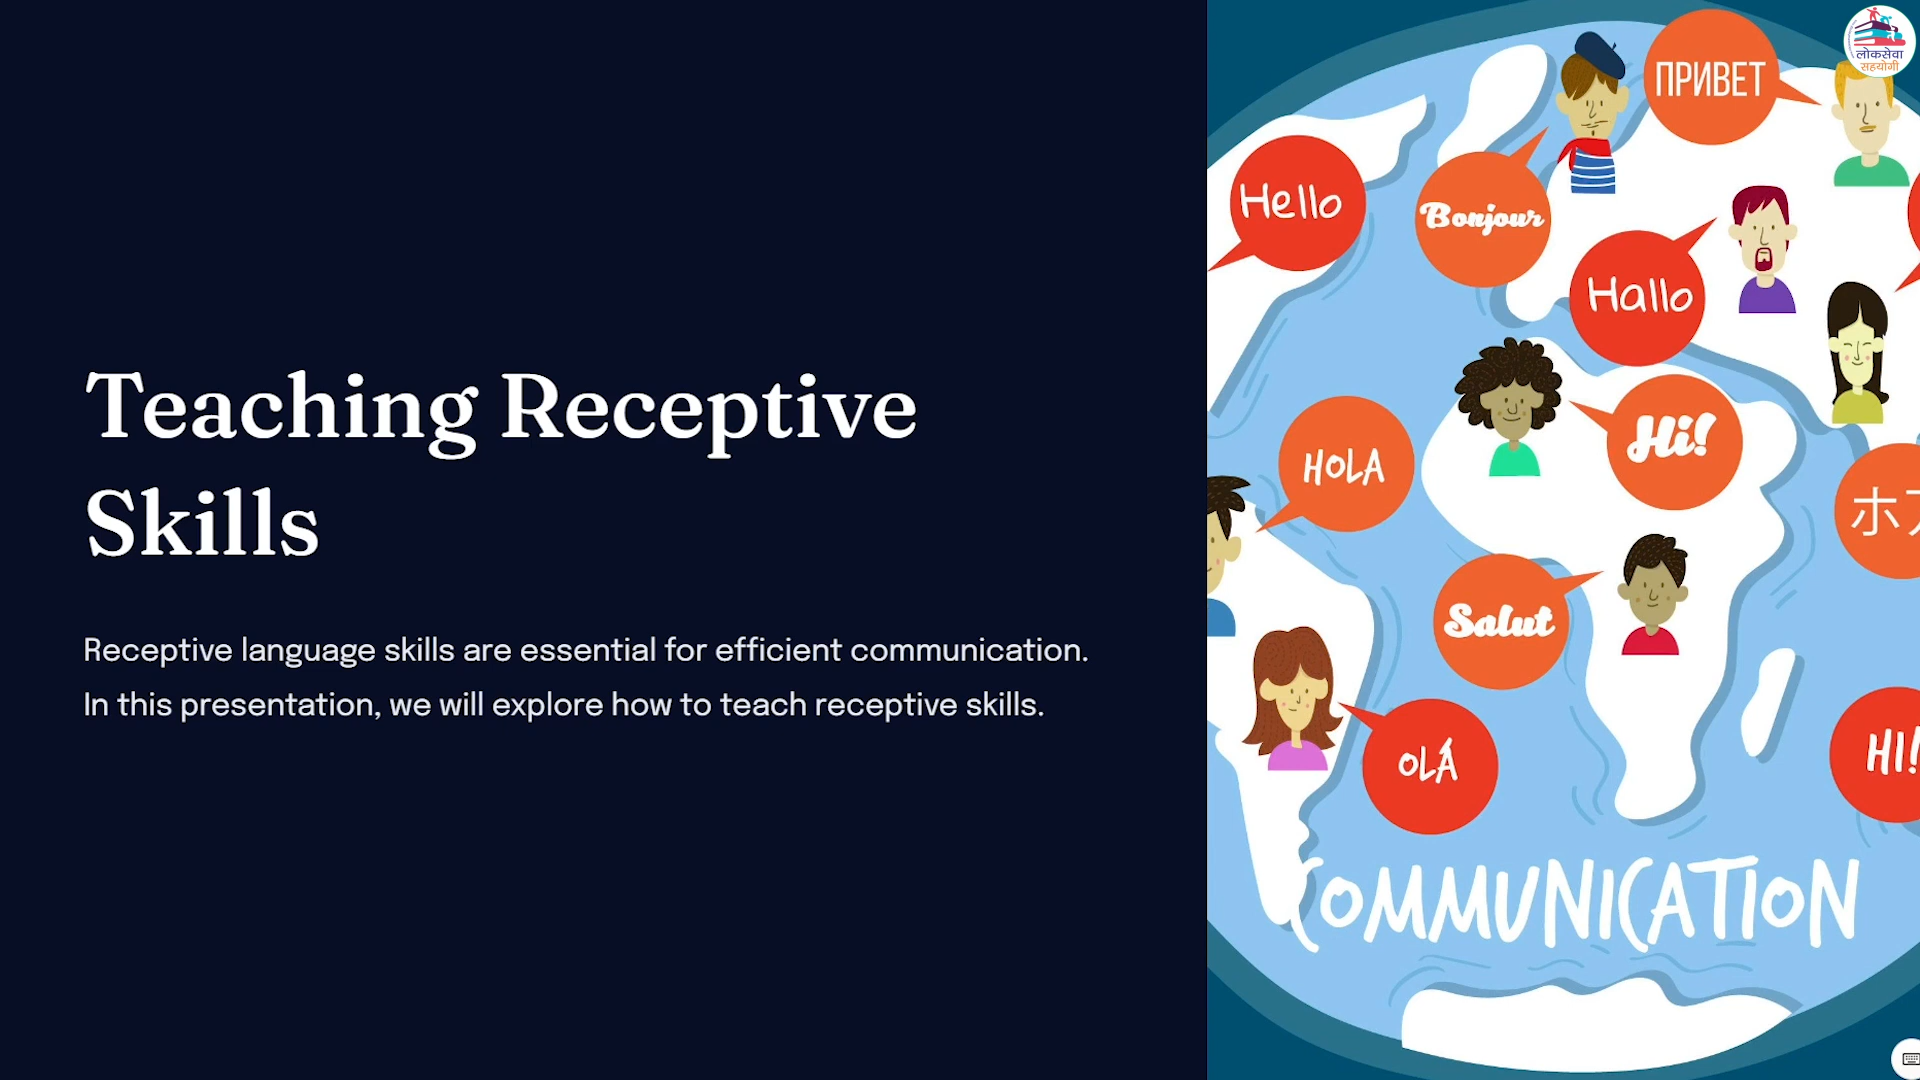 Teaching Receptive
Skills
Receptive language skills are essential for efficient communication.
In this presentation, we will explore how to teach receptive skills.
लोकसेवा
सहयोगी
ПРИВЕТ
Hello
Bonjour
Hallo
Hi!
HOLA
ホ
Salut
OLÁ
HI!
COMMUNICATION